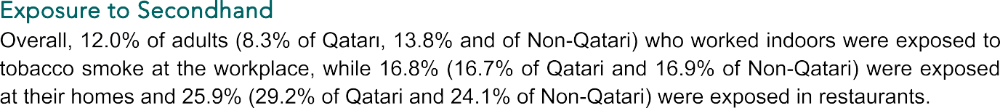 Exposure to Secondhand
Overall, 12.0% of adults (8.3% of Qatarı, 13.8% and of Non-Qatari) who worked indoors were exposed to
tobacco smoke at the workplace, while 16.8% (16.7% of Qatari and 16.9% of Non-Qatari) were exposed
at their homes and 25.9% (29.2% of Qatari and 24.1% of Non-Qatari) were exposed in restaurants.